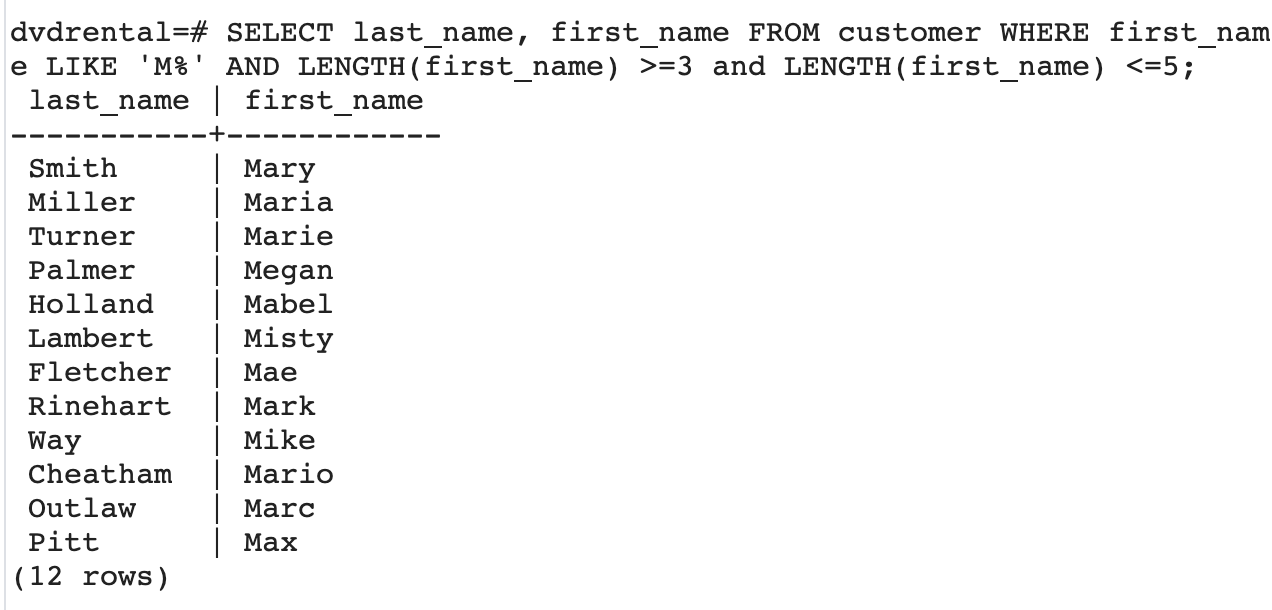 dvdrental=# SELECT last_name, first_name FROM customer WHERE first_nam
e LIKE 'M%' AND LENGTH(first_name) >=3 and LENGTH(first_name) <=5;
 last_name | first_name
-----------+------------
 Smith     | Mary
 Miller    | Maria
 Turner    | Marie
 Palmer    | Megan
 Holland   | Mabel
 Lambert   | Misty
 Fletcher  | Mae
 Rinehart  | Mark
 Way       | Mike
 Cheatham  | Mario
 Outlaw    | Marc
 Pitt      | Max
(12 rows)